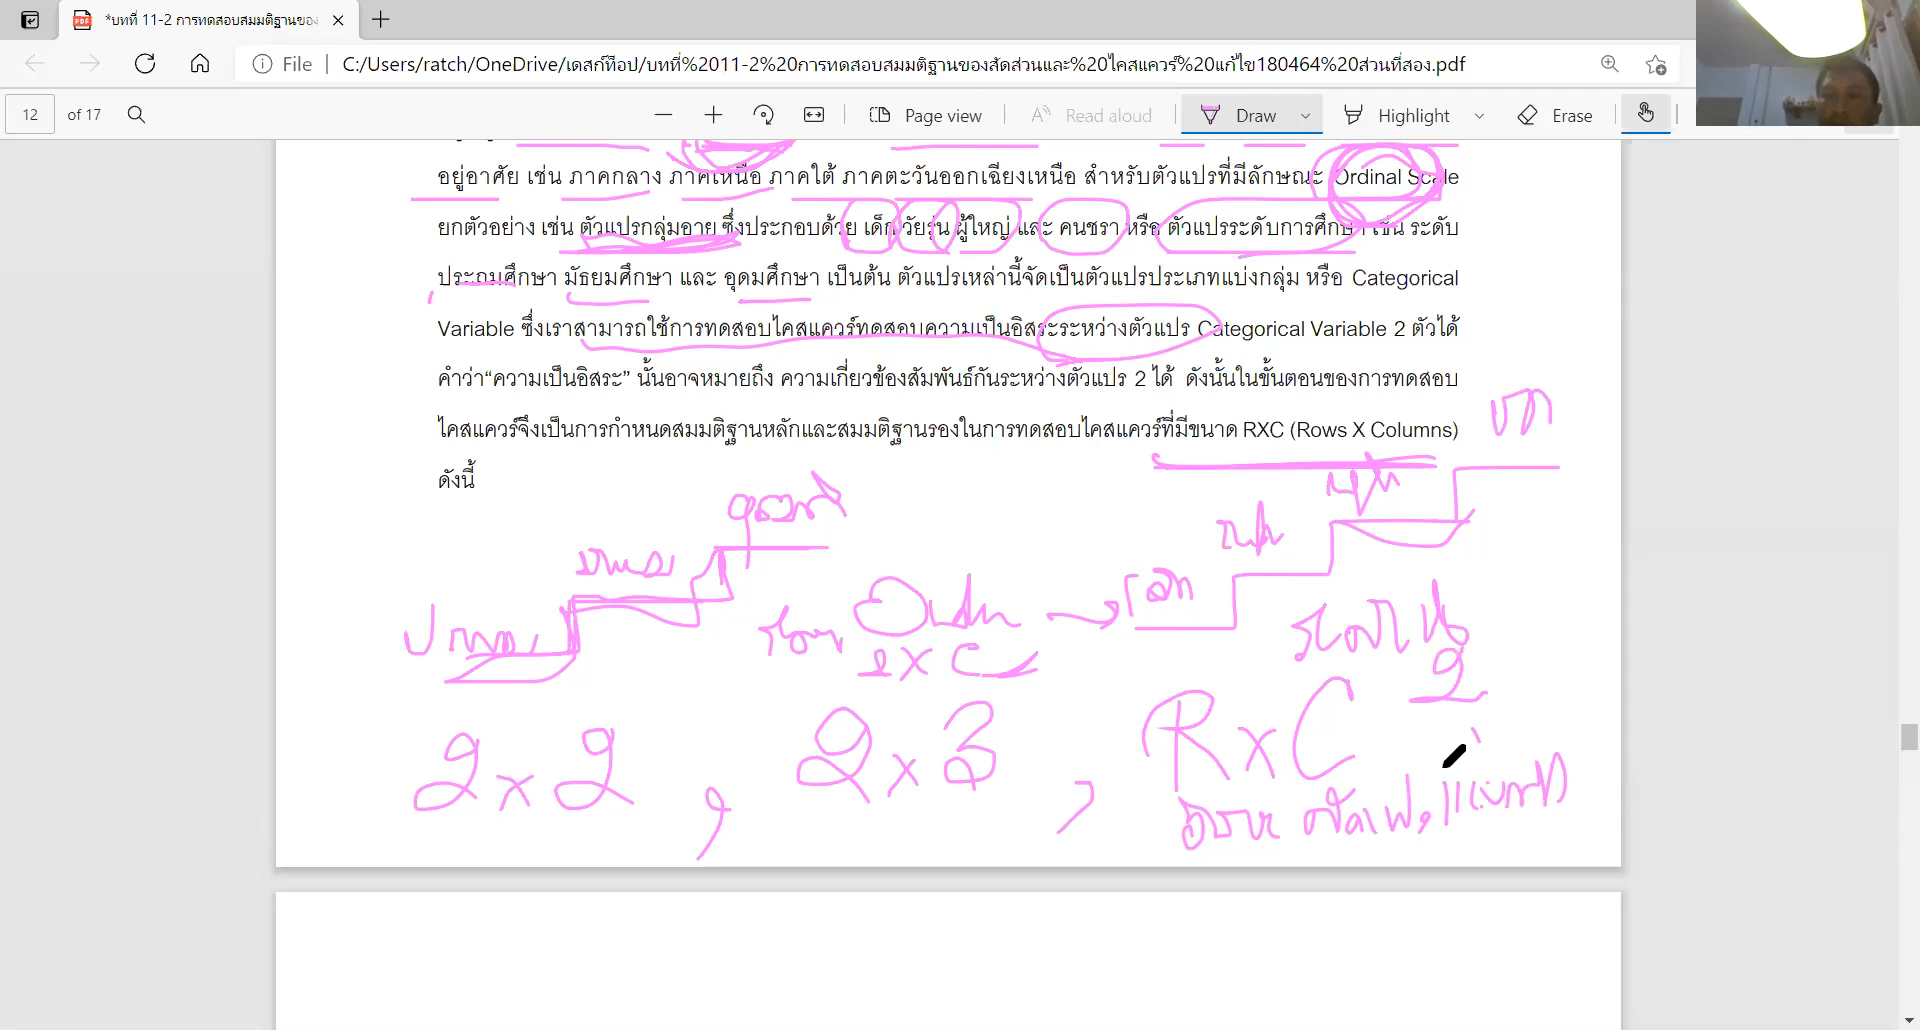 *บทที่ 11-2 การทดสอบสมมติฐานของ
File C:/Users/ratch/OneDrive/เดสก์ท็อป/บทที่%2011-2%20การทดสอบสมมติฐานของสัดส่วนและ%20ไคสแควร์%20แก้ไข180464%20ส่วนที่สอง.pdf
12 of 17 Page view Read aloud Draw Highlight Erase
อยู่อาศัย เช่น ภาคกลาง ภาคเหนือ ภาคใต้ ภาคตะวันออกเฉียงเหนือ สำหรับตัวแปรที่มีลักษณะ Ordinal Scale
ยกตัวอย่าง เช่น ตัวแปรกลุ่มอายุ ซึ่งประกอบด้วย เด็ก วัยรุ่น ผู้ใหญ่ และ คนชรา หรือ ตัวแปรระดับการศึกษา เช่น ระดับ
ประถมศึกษา มัธยมศึกษา และ อุดมศึกษา เป็นต้น ตัวแปรเหล่านี้จัดเป็นตัวแปรประเภทแบ่งกลุ่ม หรือ Categorical
Variable ซึ่งเราสามารถใช้การทดสอบไคสแควร์ทดสอบความเป็นอิสระระหว่างตัวแปร Categorical Variable 2 ตัวได้
คำว่า“ความเป็นอิสระ” นั้นอาจหมายถึง ความเกี่ยวข้องสัมพันธ์กันระหว่างตัวแปร 2 ได้ ดังนั้นในขั้นตอนของการทดสอบ
ไคสแควร์จึงเป็นการกำหนดสมมติฐานหลักและสมมติฐานรองในการทดสอบไคสแควร์ที่มีขนาด RXC (Rows X Columns)
ดังนี้
2 x C
2
2 x 2 , 2 x 3 , R x C